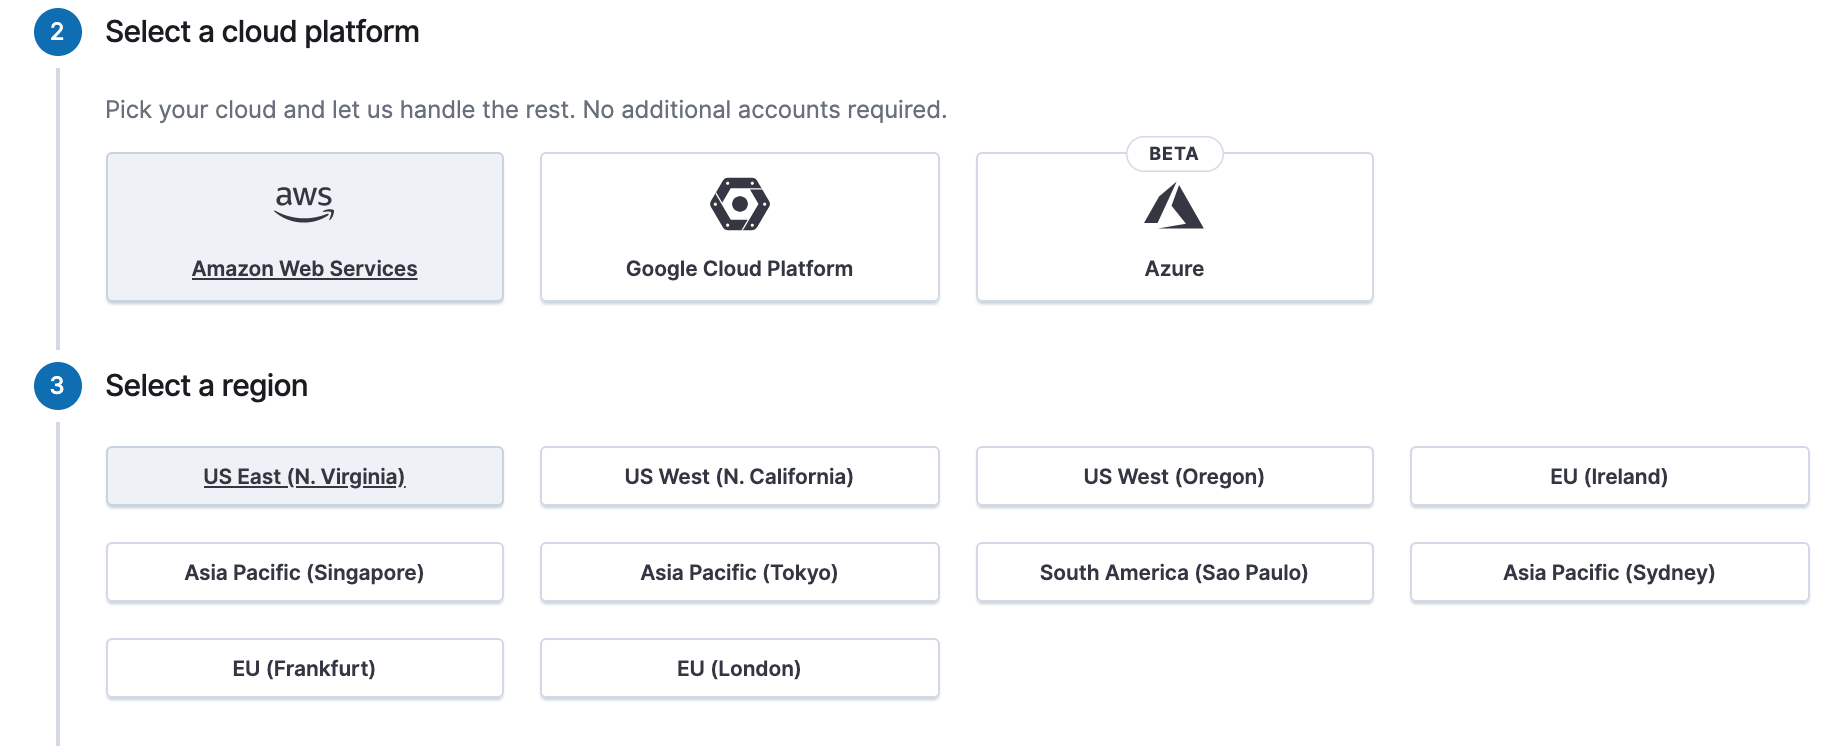 2 Select a cloud platform
Pick your cloud and let us handle the rest. No additional accounts required.
BETA
aws
Amazon Web Services
Google Cloud Platform
Azure
3 Select a region
US East (N. Virginia)
US West (N. California)
US West (Oregon)
EU (Ireland)
Asia Pacific (Singapore)
Asia Pacific (Tokyo)
South America (Sao Paulo)
Asia Pacific (Sydney)
EU (Frankfurt)
EU (London)